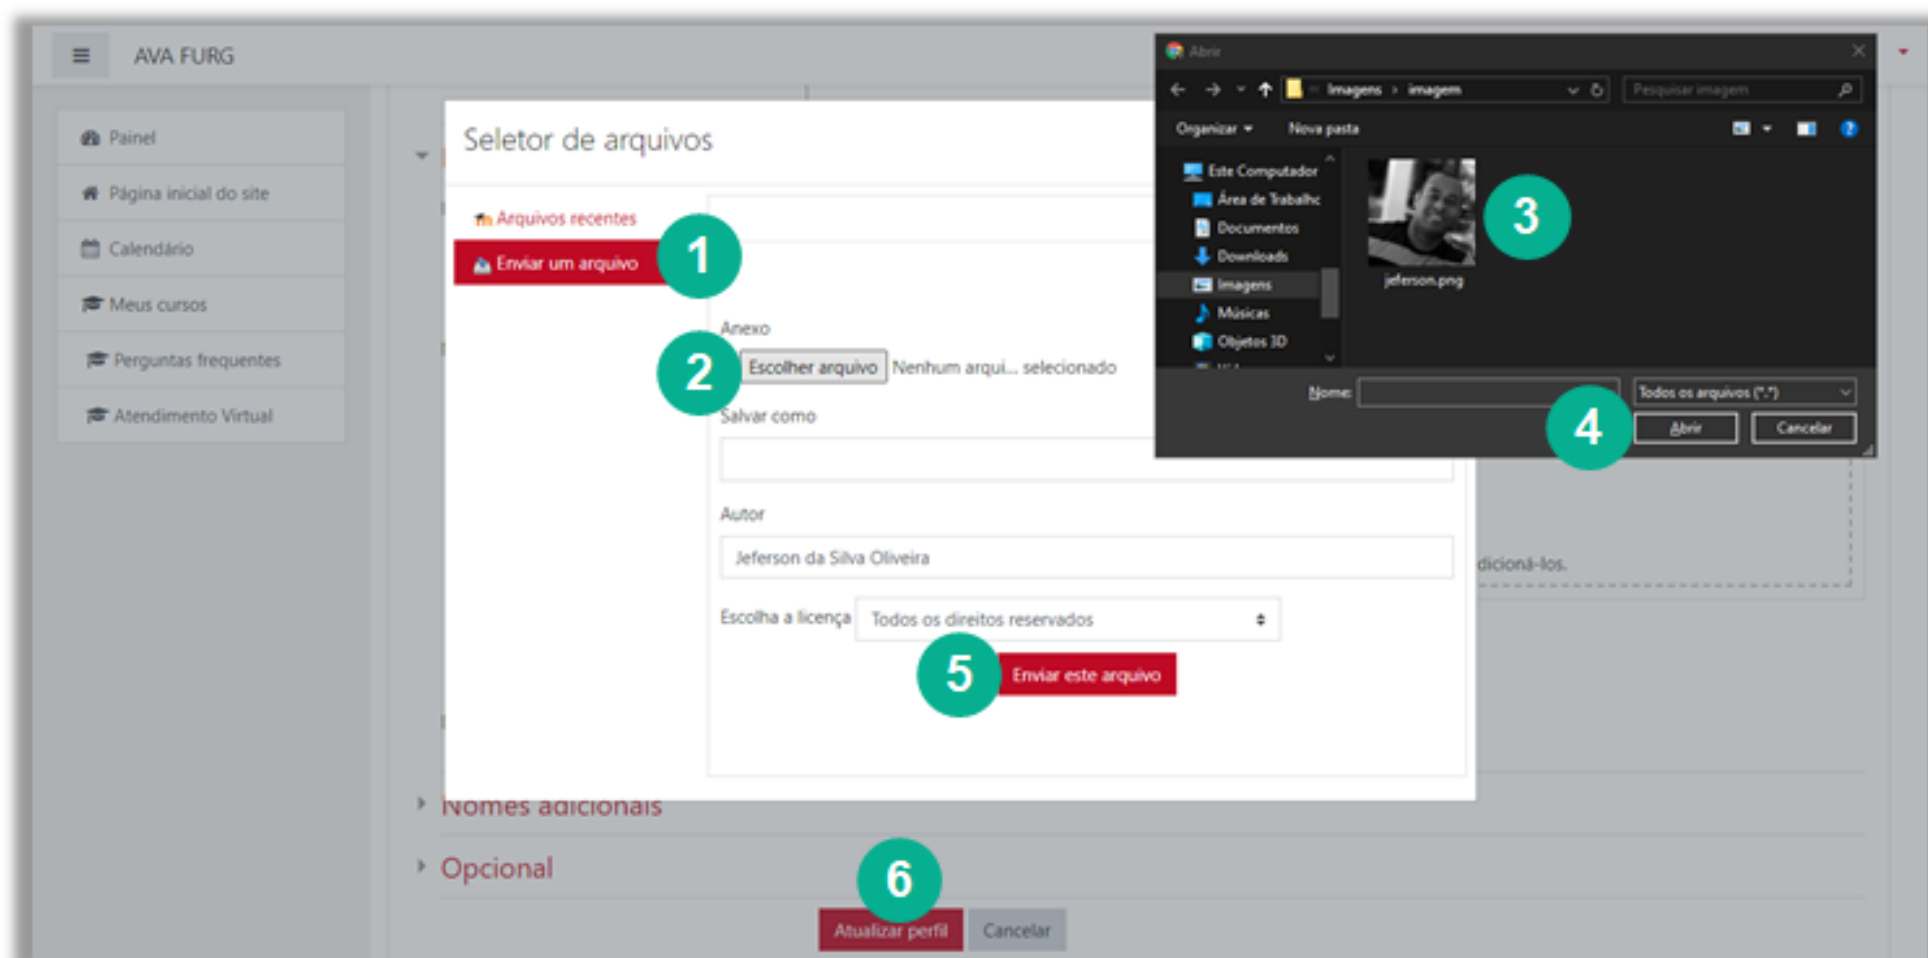 AVA FURG
Painel
Página inicial do site
Calendário
Meus cursos
Perguntas frequentes
Atendimento Virtual
Seletor de arquivos
Arquivos recentes
Enviar um arquivo
1
Anexo
2
Escolher arquivo Nenhum arqui... selecionado
Salvar como
Autor
Jeferson da Silva Oliveira
Escolha a licença Todos os direitos reservados
5
Enviar este arquivo
Abrir
Imagens › imagem
Pesquisar imagem
Organizar
Nova pasta
Este Computador
Área de Trabalhc
Documentos
Downloads
Imagens
Músicas
Objetos 3D
jeferson.png
3
Nome:
Todos os arquivos (*.*)
4
Abrir
Cancelar
dicioná-los.
Nomes adicionais
Opcional
6
Atualizar perfil
Cancelar